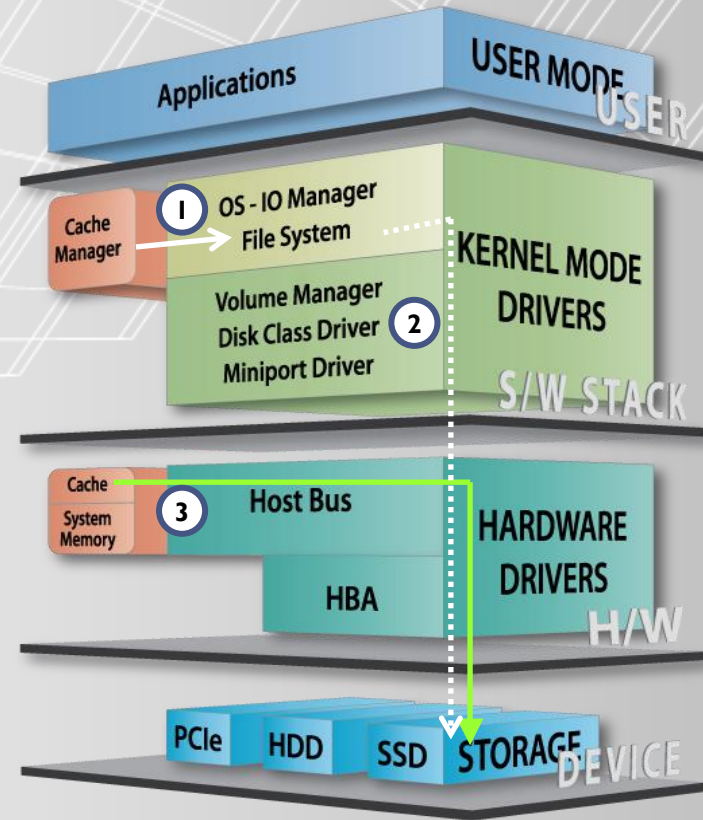 Applications
USER MODE
USER
Cache
Manager
1
OS - IO Manager
File System
KERNEL MODE
DRIVERS
Volume Manager
Disk Class Driver
Miniport Driver
2
S/W STACK
Cache
System
Memory
3
Host Bus
HBA
HARDWARE
DRIVERS
H/W
PCIe
HDD
SSD
STORAGE
DEVICE